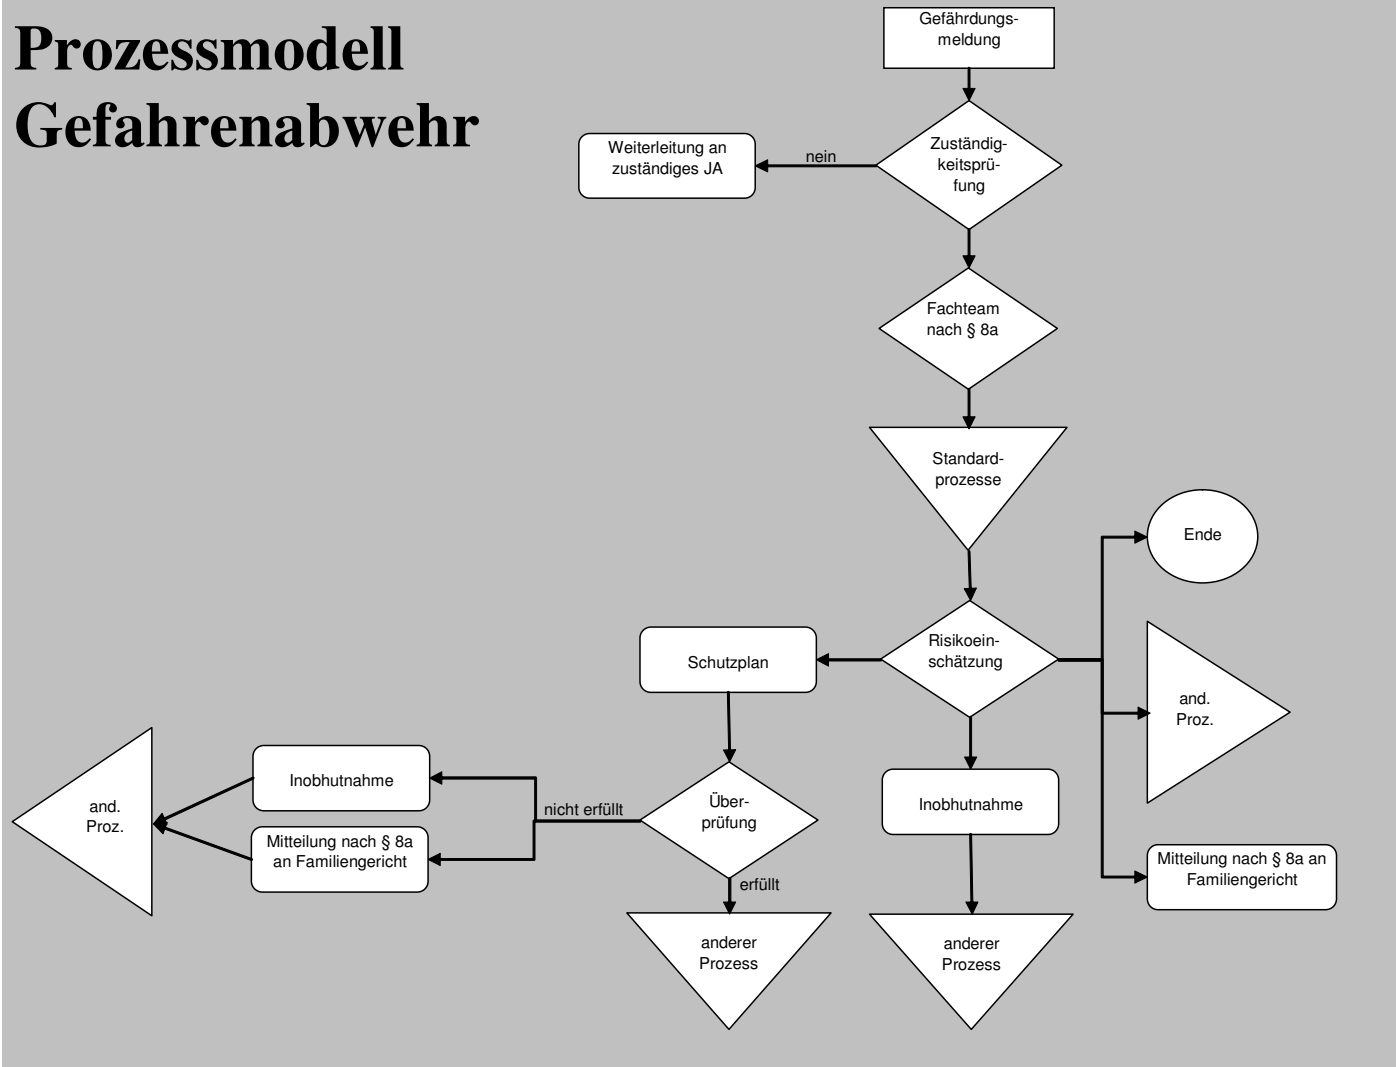 Prozessmodell
Gefahrenabwehr
Gefährdungs-
meldung
Zuständig-
keitsprü-
fung
nein
Weiterleitung an
zuständiges JA
Fachteam
nach § 8a
Standard-
prozesse
Risikoein-
schätzung
Ende
and.
Proz.
Mitteilung nach § 8a an
Familiengericht
Inobhutnahme
anderer
Prozess
Schutzplan
Über-
prüfung
erfüllt
anderer
Prozess
nicht erfüllt
Inobhutnahme
Mitteilung nach § 8a
an Familiengericht
and.
Proz.